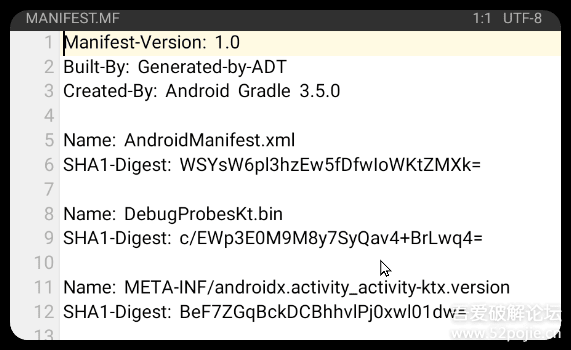 MANIFEST.MF 1:1 UTF-8
1 Manifest-Version: 1.0
2 Built-By: Generated-by-ADT
3 Created-By: Android Gradle 3.5.0
4
5 Name: AndroidManifest.xml
6 SHA1-Digest: WSYsW6pl3hzEw5fDfwIoWKtZMXk=
7
8 Name: DebugProbesKt.bin
9 SHA1-Digest: c/EWp3E0M9M8y7SyQav4+BrLwq4=
10
11 Name: META-INF/androidx.activity_activity-ktx.version
12 SHA1-Digest: BeF7ZGqBckDCBhhvlPj0xwl01dw=
13
吾爱破解论坛
www.52pojie.cn